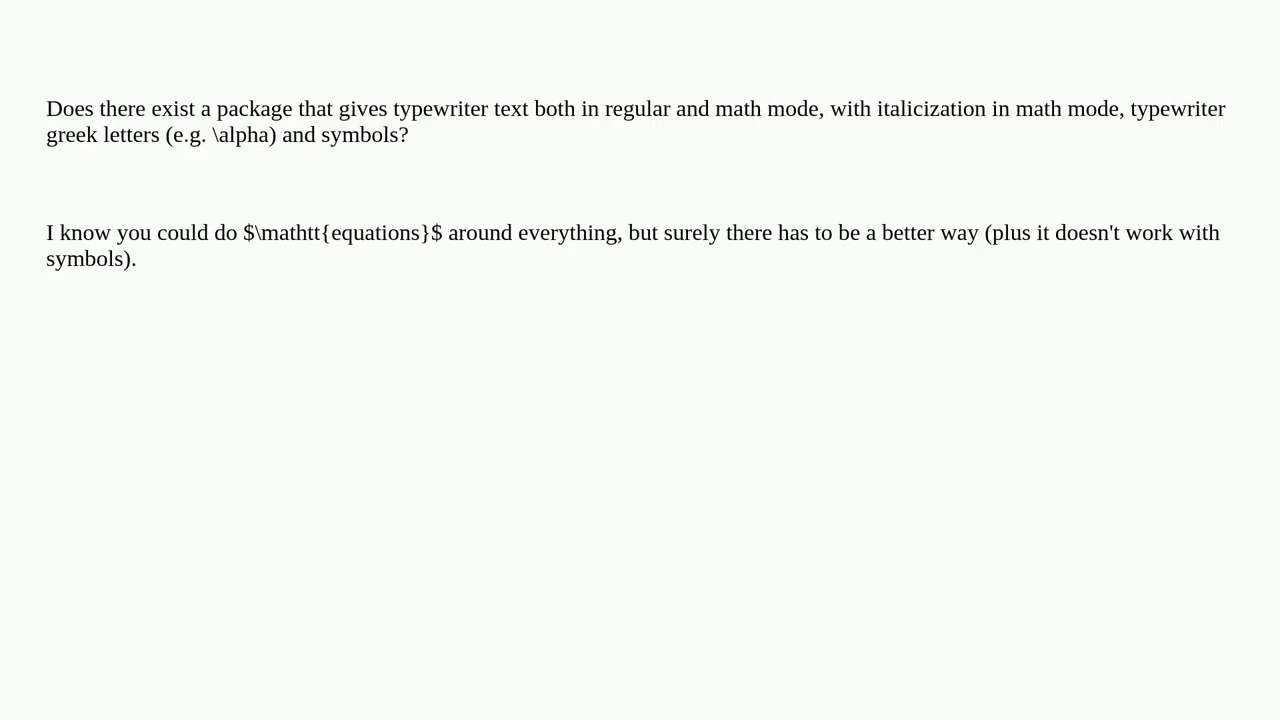 Does there exist a package that gives typewriter text both in regular and math mode, with italicization in math mode, typewriter
greek letters (e.g. \alpha) and symbols?
I know you could do $\mathtt{equations}$ around everything, but surely there has to be a better way (plus it doesn't work with
symbols).